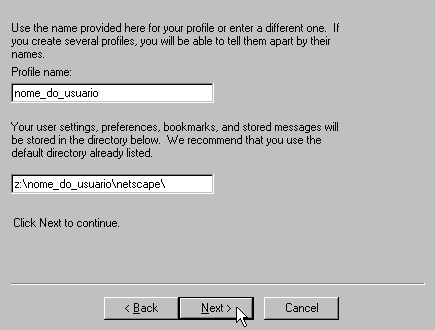 Use the name provided here for your profile or enter a different one.  If
you create several profiles, you will be able to tell them apart by their
names.
Profile name:
nome_do_usuario
Your user settings, preferences, bookmarks, and stored messages will
be stored in the directory below.  We recommend that you use the
default directory already listed.
z:\nome_do_usuario\netscape\
Click Next to continue.
< Back
Next >
Cancel